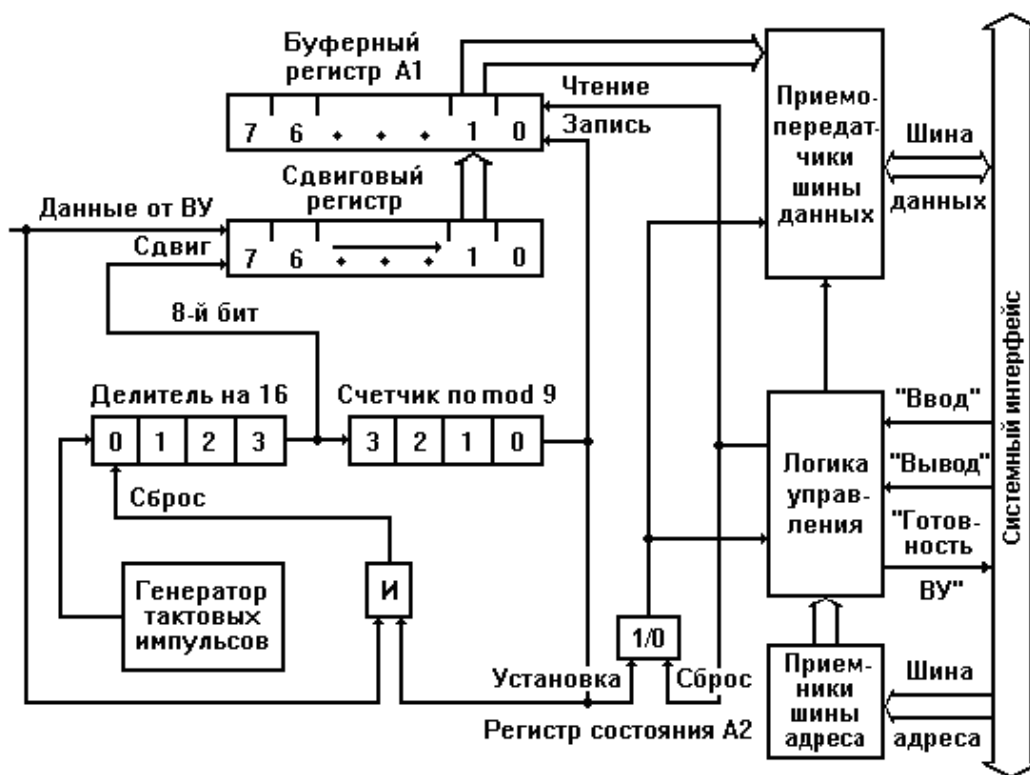 Буферный
регистр А1
7 6 1 0
Чтение
Запись
Сдвиговый
регистр
Данные от ВУ
Сдвиг
7 6 1 0
8-й бит
Делитель на 16
0 1 2 3
Счетчик по mod 9
3 2 1 0
Сброс
Генератор
тактовых
импульсов
И
Установка
1/0
Сброс
Регистр состояния А2
Приемо-
передат-
чики
шины
данных
Шина
данных
Логика
управ-
ления
"Ввод"
"Вывод"
"Готов-
ность
ВУ"
Прием-
ники
шины
адреса
Шина
адреса
Системный интерфейс